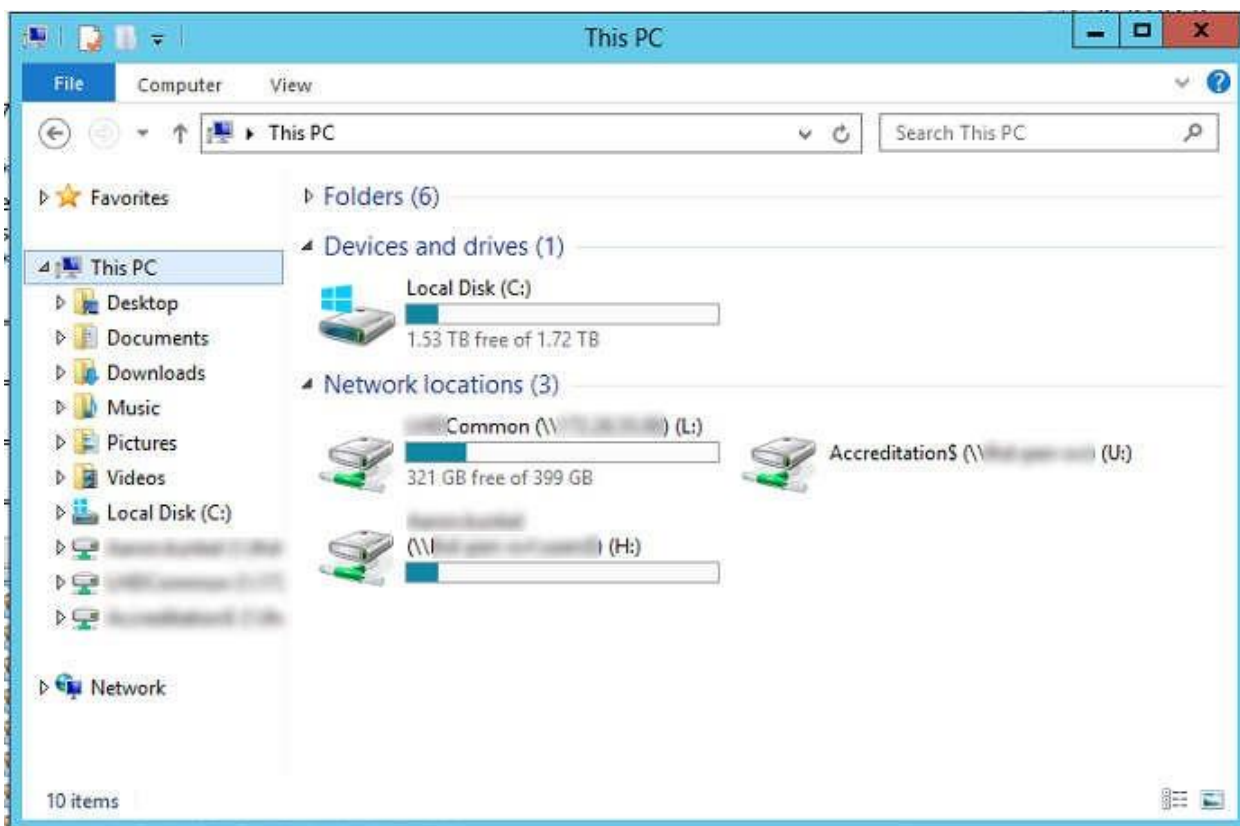 This PC
File Computer View
This PC
Search This PC
Favorites
This PC
Desktop
Documents
Downloads
Music
Pictures
Videos
Local Disk (C:)
Network
Folders (6)
Devices and drives (1)
Local Disk (C:)
1.53 TB free of 1.72 TB
Network locations (3)
Common (\\ ) (L:)
321 GB free of 399 GB
Accreditation$ (\\ ) (U:)
(\\ ) (H:)
10 items